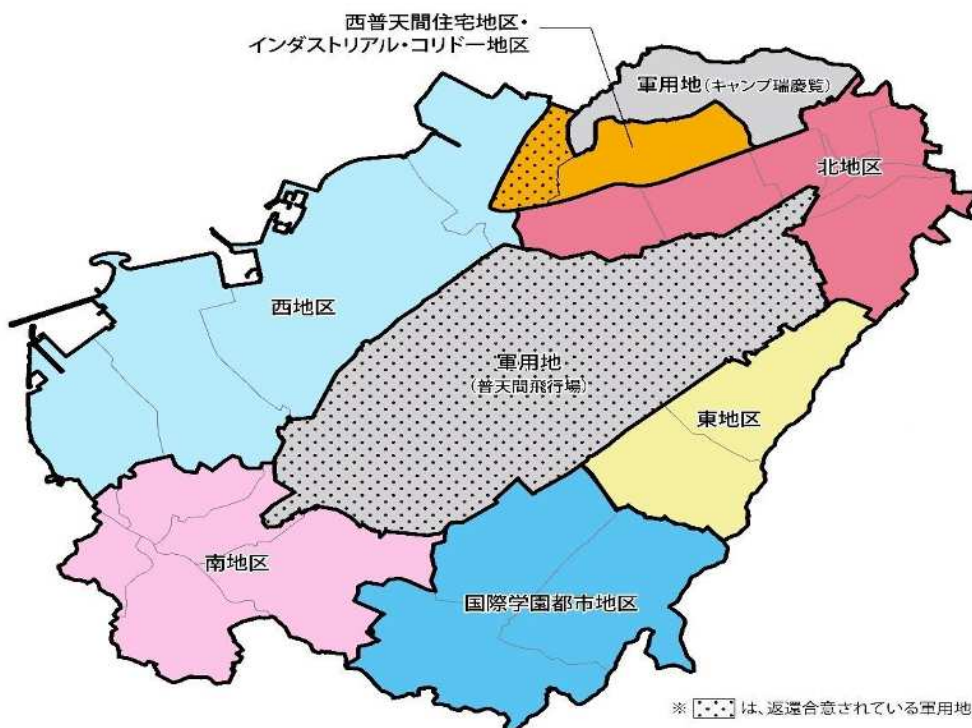 西普天間住宅地区・
インダストリアル・コリドー地区
軍用地(キャンプ瑞慶覧)
北地区
西地区
軍用地
(普天間飛行場)
東地区
南地区
国際学園都市地区
※ は、返還合意されている軍用地